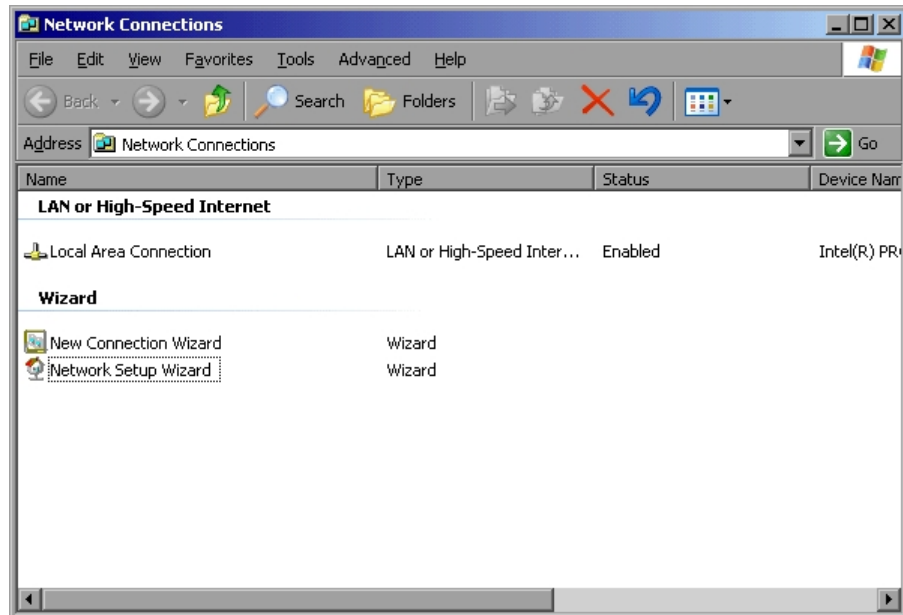 Network Connections
File Edit View Favorites Tools Advanced Help
Back Search Folders
Address Network Connections Go
Name Type Status Device Nam
LAN or High-Speed Internet
Local Area Connection LAN or High-Speed Inter... Enabled Intel(R) PR
Wizard
New Connection Wizard Wizard
Network Setup Wizard Wizard